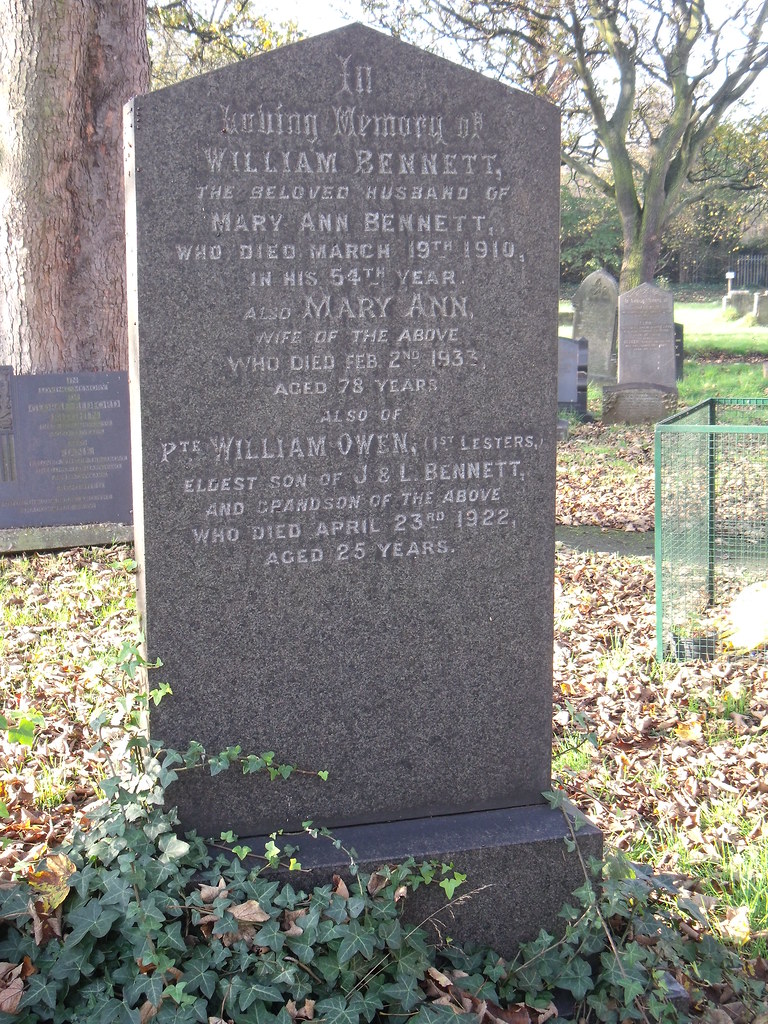 In
Loving Memory of
WILLIAM BENNETT,
THE BELOVED HUSBAND OF
MARY ANN BENNETT,
WHO DIED MARCH 19TH 1910,
IN HIS 54TH YEAR.
ALSO MARY ANN,
WIFE OF THE ABOVE
WHO DIED FEB. 2ND 1933,
AGED 78 YEARS
ALSO OF
PTE WILLIAM OWEN, (1ST LESTERS,)
ELDEST SON OF J & L. BENNETT,
AND GRANDSON OF THE ABOVE
WHO DIED APRIL 23RD 1922,
AGED 25 YEARS.